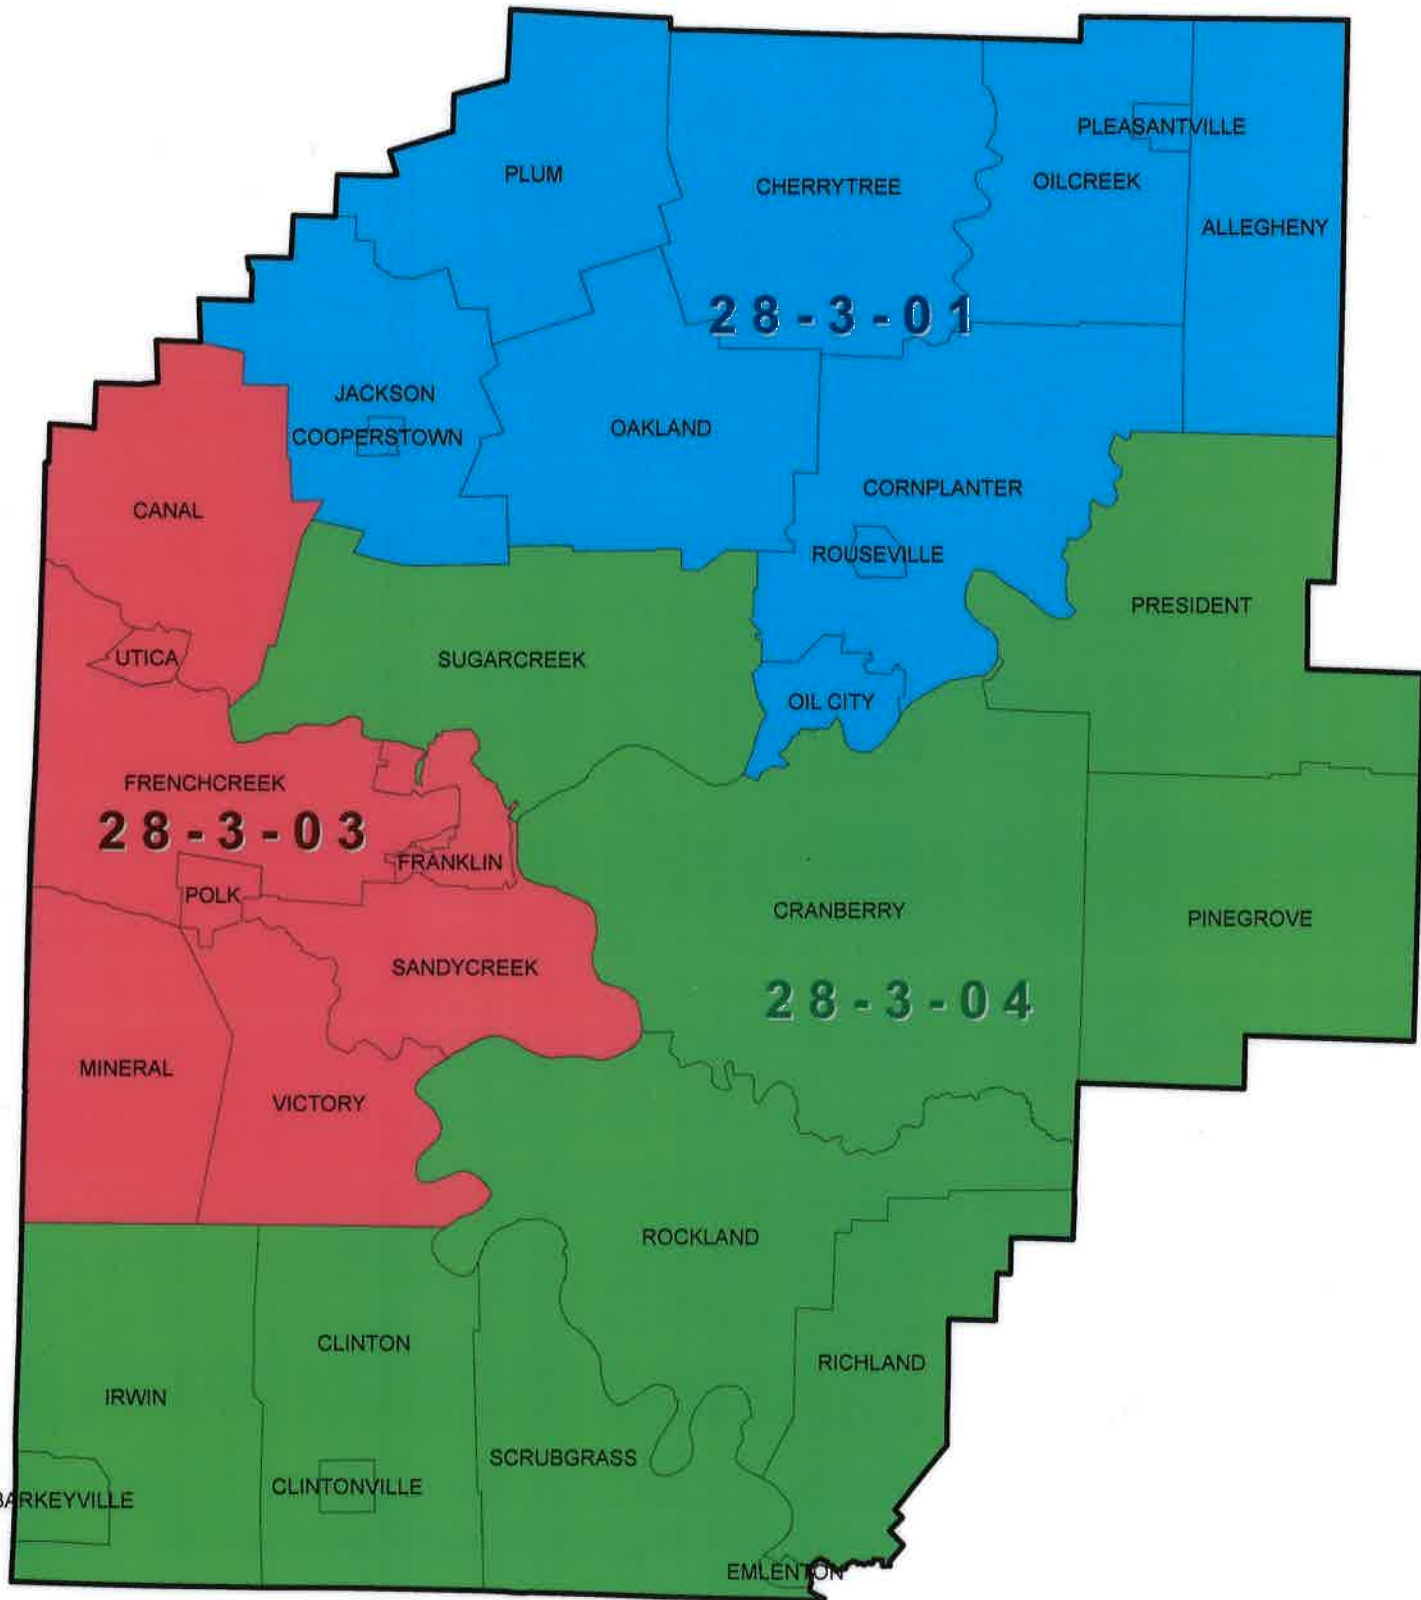 PLEASANTVILLE
PLUM
CHERRYTREE
OILCREEK
ALLEGHENY
28-3-01
JACKSON
COOPERSTOWN
OAKLAND
CORNPLANTER
CANAL
ROUSEVILLE
PRESIDENT
UTICA
SUGARCREEK
OIL CITY
FRENCHCREEK
28-3-03
FRANKLIN
POLK
CRANBERRY
PINEGROVE
SANDYCREEK
28-3-04
MINERAL
VICTORY
ROCKLAND
CLINTON
RICHLAND
IRWIN
SCRUBGRASS
CLINTONVILLE
BARKEYVILLE
EMLENTON